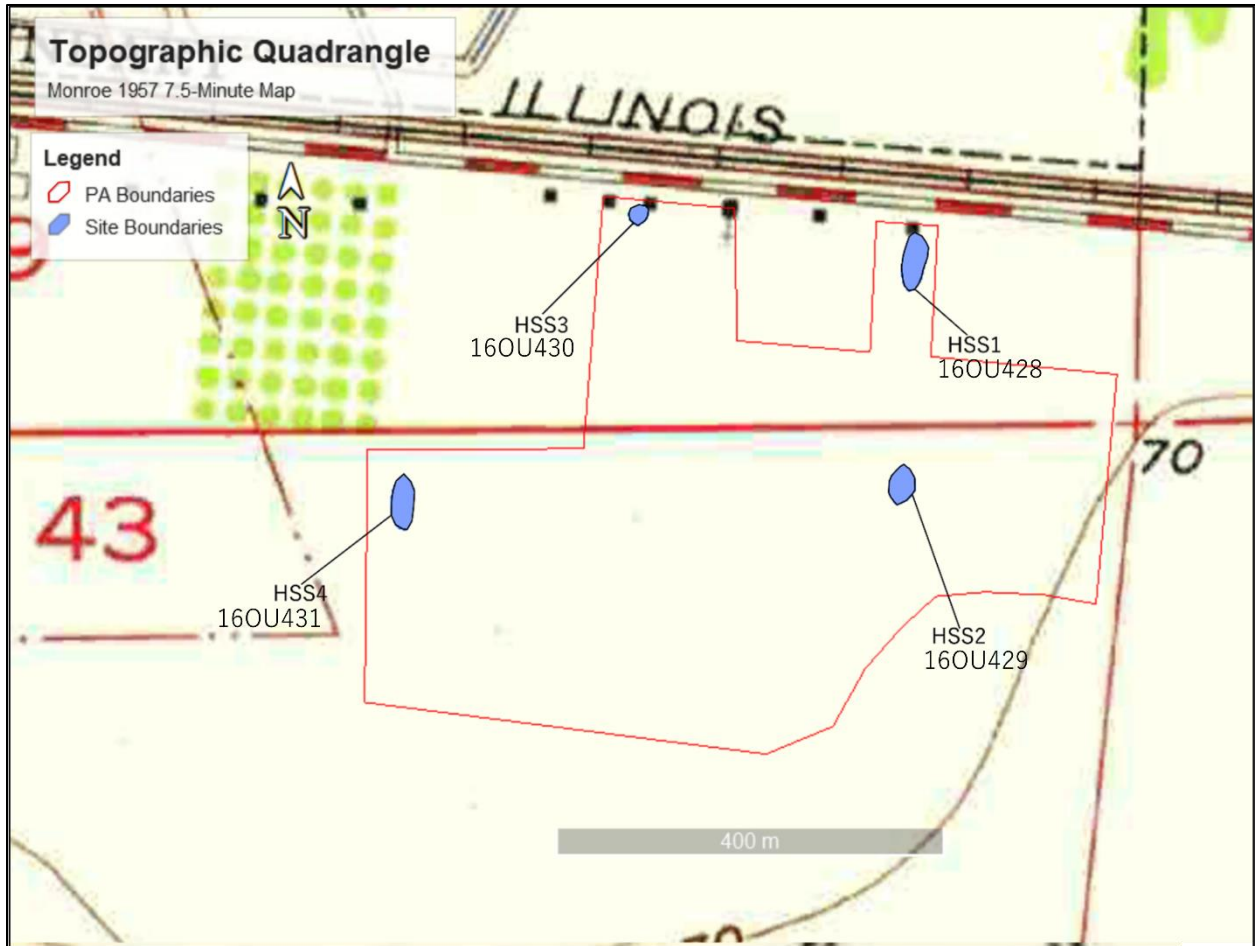 Topographic Quadrangle
Monroe 1957 7.5-Minute Map
ILLINOIS
Legend
PA Boundaries
Site Boundaries
N
HSS3
16OU430
HSS1
16OU428
70
43
HSS4
16OU431
HSS2
16OU429
400 m
70